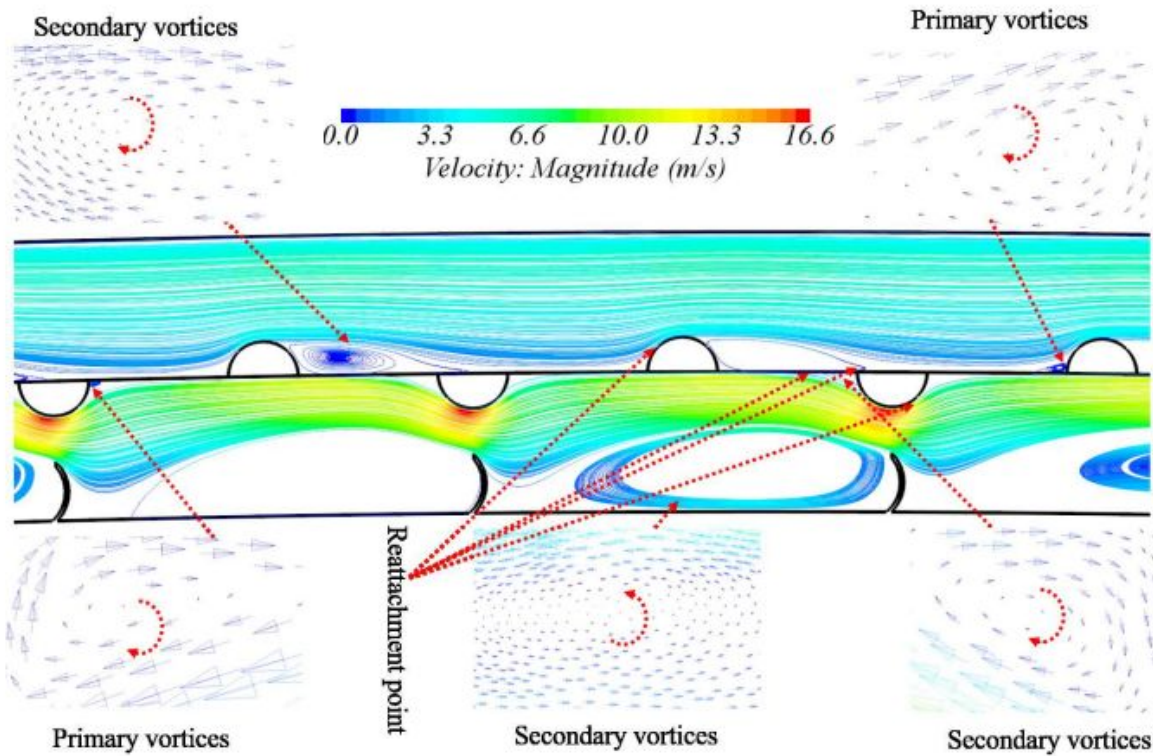 Secondary vortices
Primary vortices
0.0 3.3 6.6 10.0 13.3 16.6
Velocity: Magnitude (m/s)
Reattachment point
Primary vortices
Secondary vortices
Secondary vortices